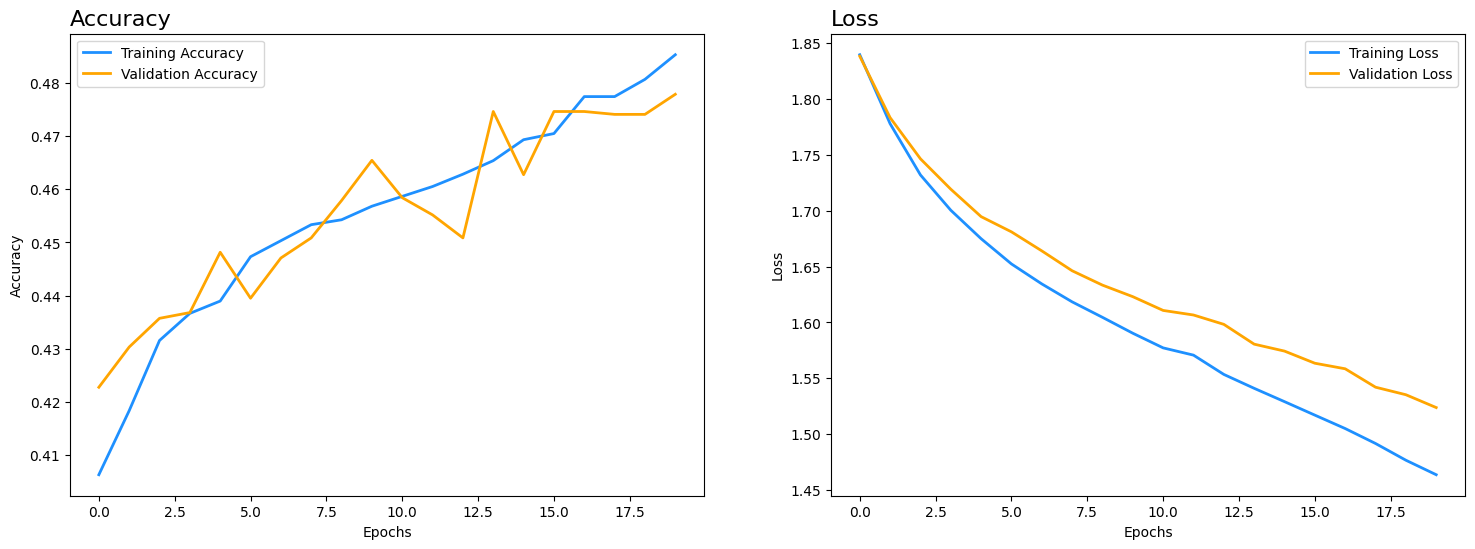 Accuracy
Training Accuracy
Validation Accuracy
0.48
0.47
0.46
0.45
0.44
0.43
0.42
0.41
Accuracy
0.0 2.5 5.0 7.5 10.0 12.5 15.0 17.5
Epochs
Loss
Training Loss
Validation Loss
1.85
1.80
1.75
1.70
1.65
1.60
1.55
1.50
1.45
Loss
0.0 2.5 5.0 7.5 10.0 12.5 15.0 17.5
Epochs